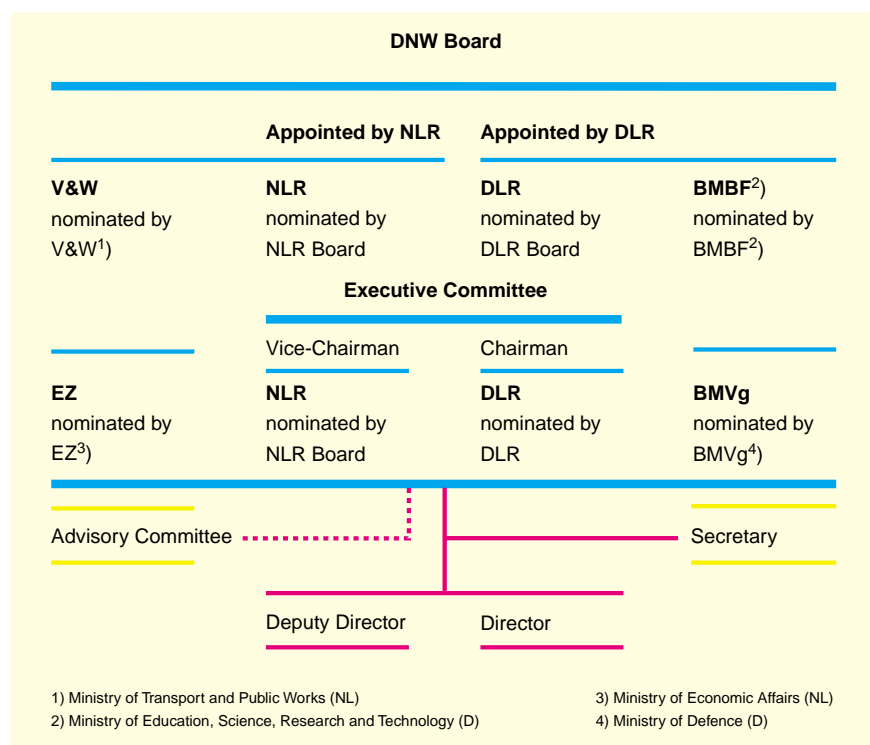 DNW Board
Appointed by NLR Appointed by DLR
V&W NLR DLR BMBF²)
nominated by nominated by nominated by nominated by
V&W¹) NLR Board DLR Board BMBF²)
Executive Committee
Vice-Chairman Chairman
EZ NLR DLR BMVg
nominated by nominated by nominated by nominated by
EZ³) NLR Board DLR BMVg⁴)
Advisory Committee Secretary
Deputy Director Director
1) Ministry of Transport and Public Works (NL) 3) Ministry of Economic Affairs (NL)
2) Ministry of Education, Science, Research and Technology (D) 4) Ministry of Defence (D)